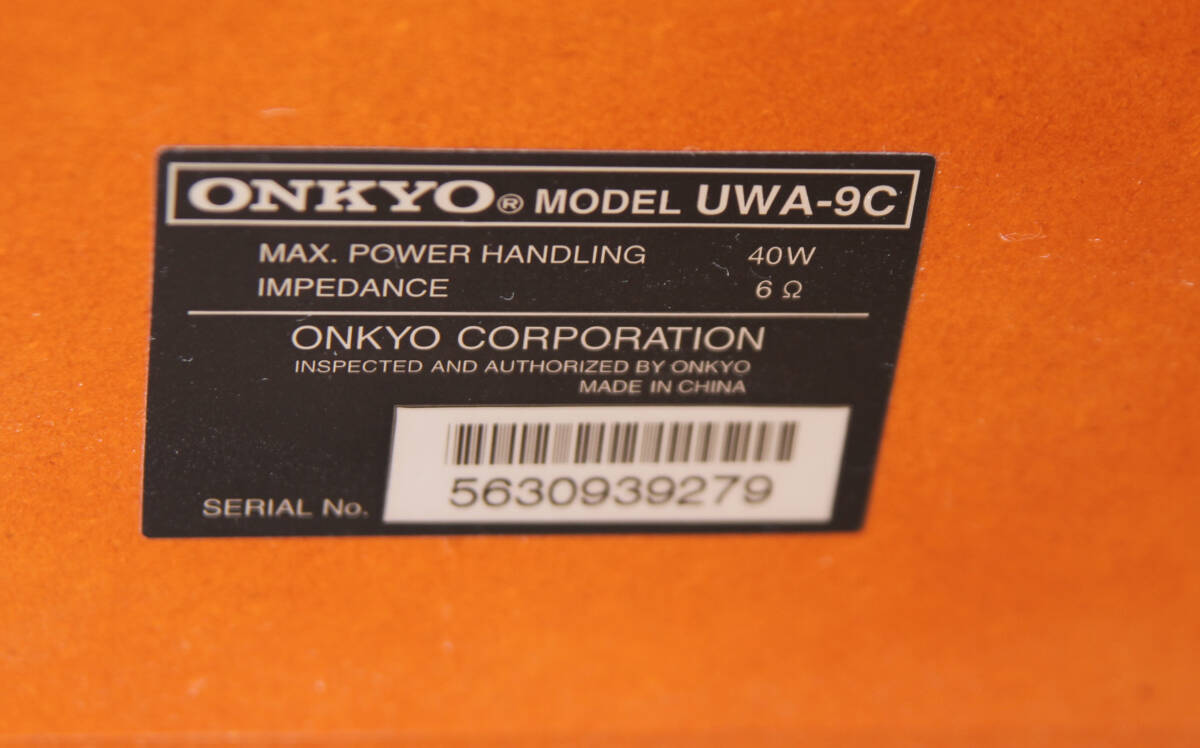 ONKYO® MODEL UWA-9C
MAX. POWER HANDLING 40W
IMPEDANCE 6 Ω
ONKYO CORPORATION
INSPECTED AND AUTHORIZED BY ONKYO
MADE IN CHINA
SERIAL No. 5630939279